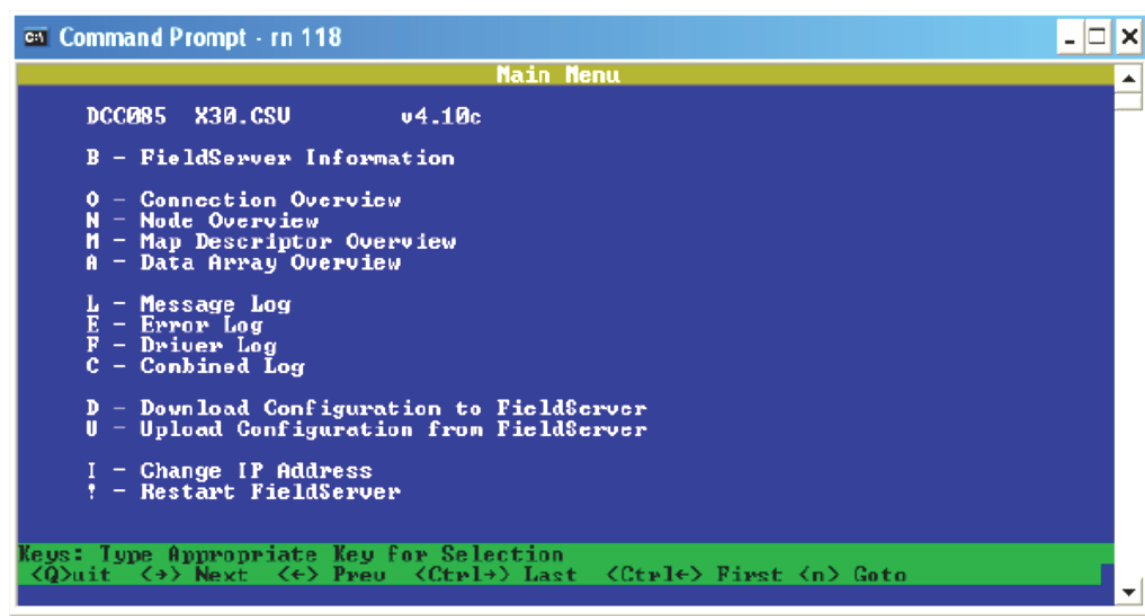 Command Prompt - rn 118
Main Menu
DCC085 X30.CSV v4.10c
B - FieldServer Information
O - Connection Overview
N - Node Overview
M - Map Descriptor Overview
A - Data Array Overview
L - Message Log
E - Error Log
F - Driver Log
C - Combined Log
D - Download Configuration to FieldServer
U - Upload Configuration from FieldServer
I - Change IP Address
! - Restart FieldServer
Keys: Type Appropriate Key for Selection
<Q>uit <→> Next <←> Prev <Ctrl→> Last <Ctrl←> First <n> Goto